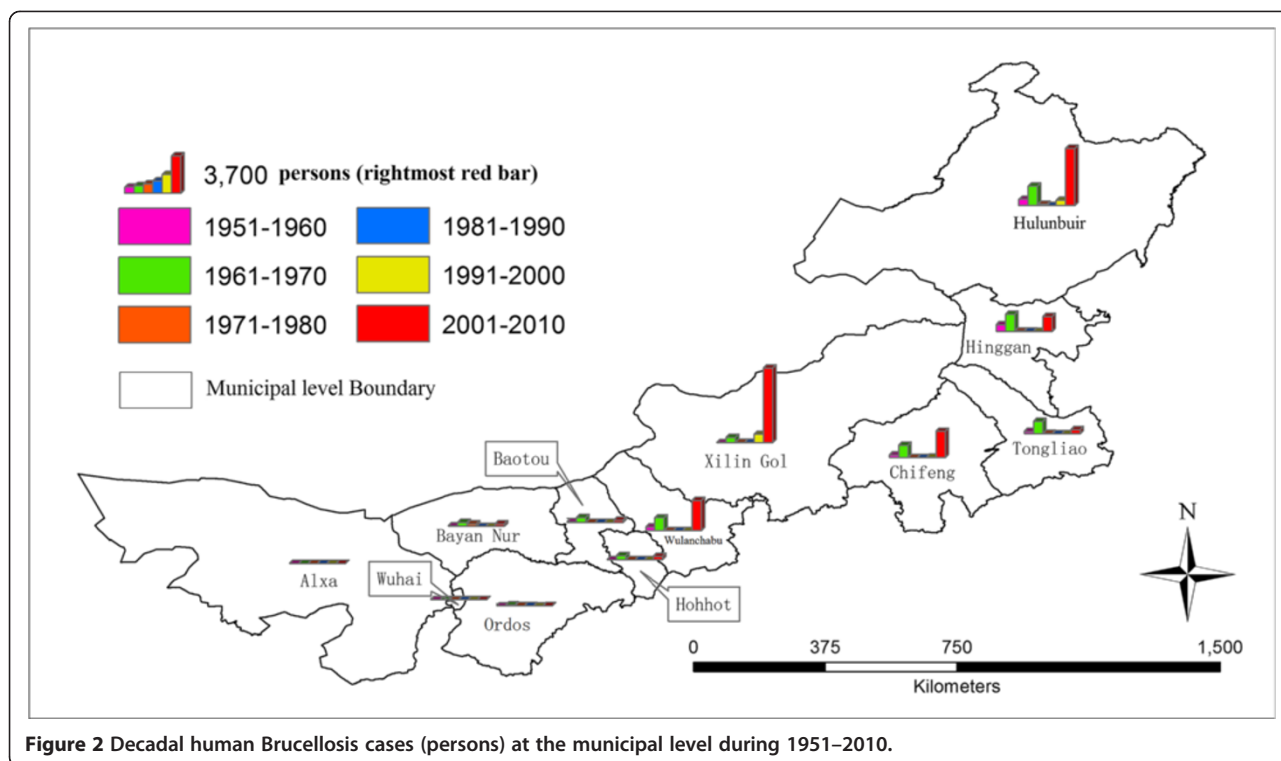 3,700 persons (rightmost red bar)
1951-1960
1981-1990
1961-1970
1991-2000
1971-1980
2001-2010
Municipal level Boundary
Hulunbuir
Hinggan
Xilin Gol
Chifeng
Tongliao
Baotou
Bayan Nur
Wulanchabu
Alxa
Wuhai
Ordos
Hohhot
N
0 375 750 1,500
Kilometers
Figure 2 Decadal human Brucellosis cases (persons) at the municipal level during 1951–2010.